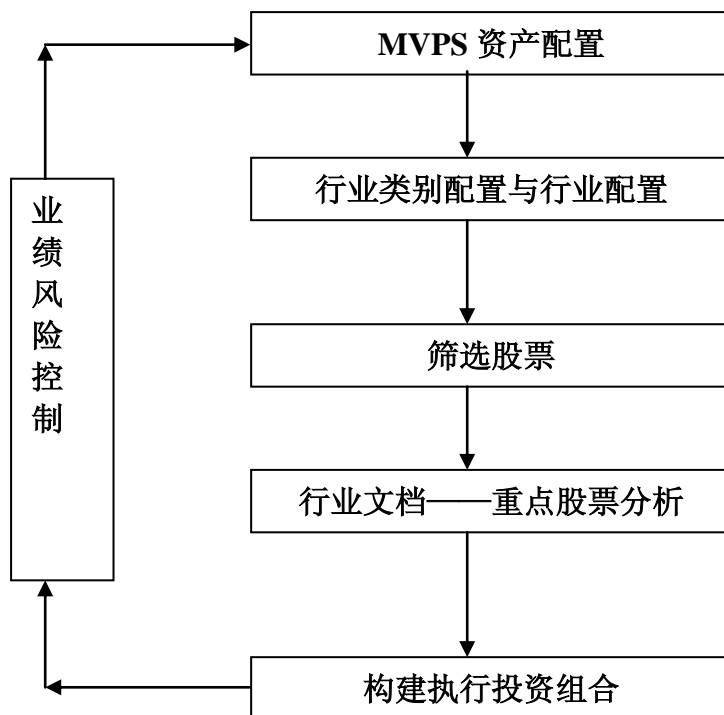 MVPS 资产配置
行业类别配置与行业配置
筛选股票
行业文档——重点股票分析
构建执行投资组合
业绩风险控制